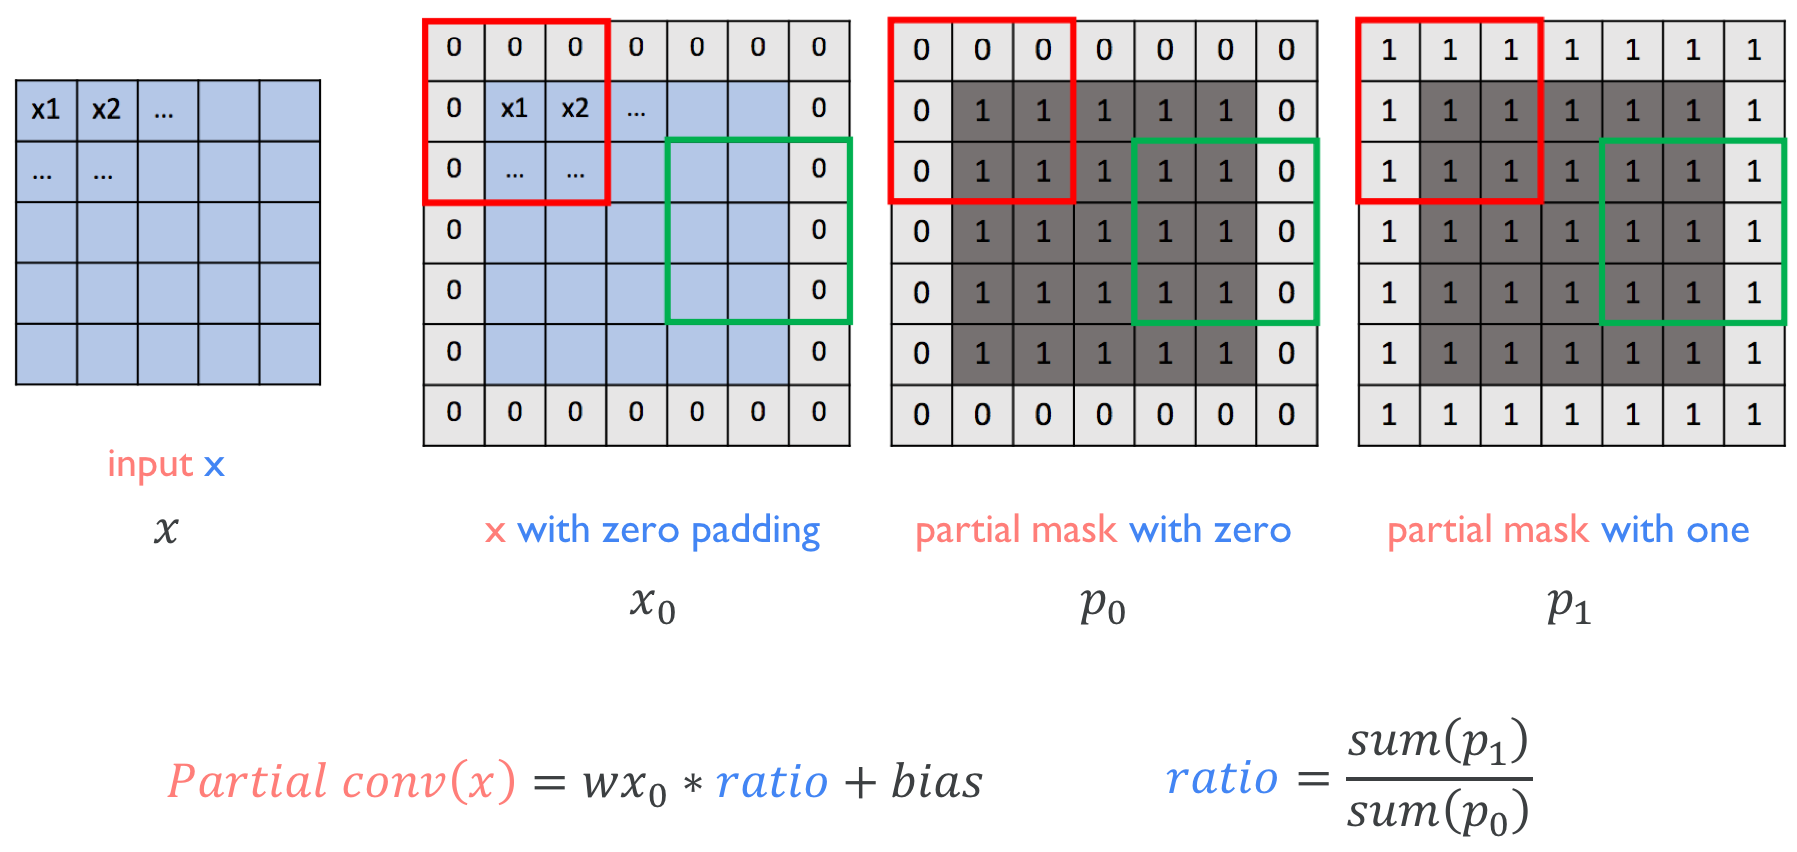 x1 x2 ...
... ...
input x
x
0 0 0 0 0 0 0
0 x1 x2 ... 0
0 ... ... 0
0 0
0 0
0 0
0 0 0 0 0 0 0
x with zero padding
x₀
0 0 0 0 0 0 0
0 1 1 1 1 1 0
0 1 1 1 1 1 0
0 1 1 1 1 1 0
0 1 1 1 1 1 0
0 1 1 1 1 1 0
0 0 0 0 0 0 0
partial mask with zero
p₀
1 1 1 1 1 1 1
1 1 1 1 1 1 1
1 1 1 1 1 1 1
1 1 1 1 1 1 1
1 1 1 1 1 1 1
1 1 1 1 1 1 1
1 1 1 1 1 1 1
partial mask with one
p₁
Partial conv(x) = wx₀ * ratio + bias
ratio = sum(p₁) / sum(p₀)